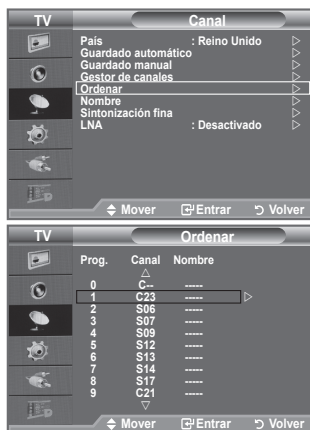 TV Canal
País : Reino Unido
Guardado automático
Guardado manual
Gestor de canales
Ordenar
Nombre
Sintonización fina
LNA : Desactivado
Mover Entrar Volver
TV Ordenar
Prog. Canal Nombre
0 C-- -----
1 C23 -----
2 S06 -----
3 S07 -----
4 S09 -----
5 S12 -----
6 S13 -----
7 S14 -----
8 S17 -----
9 C21 -----
Mover Entrar Volver